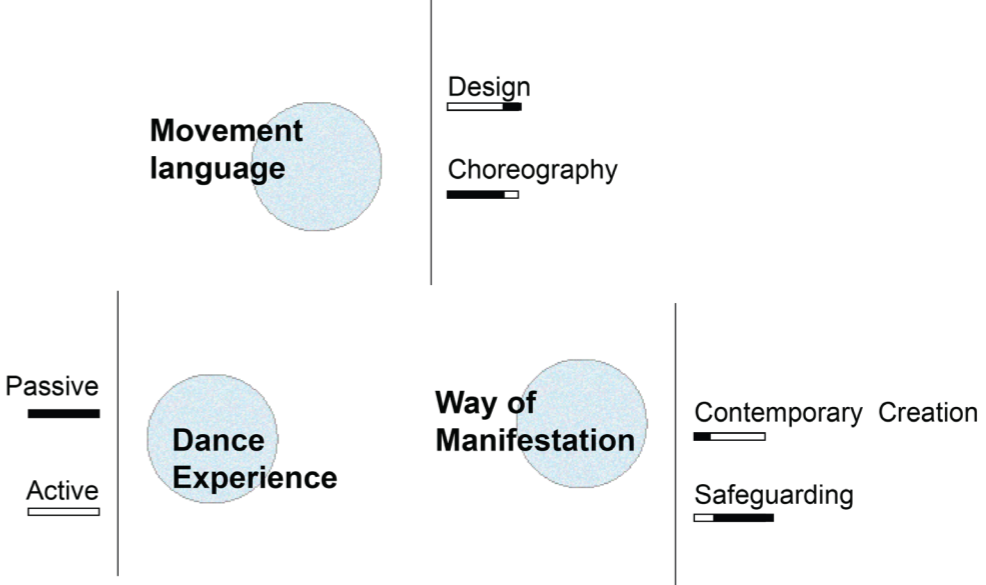 Movement
language
Design
Choreography
Passive
Active
Dance
Experience
Way of
Manifestation
Contemporary Creation
Safeguarding